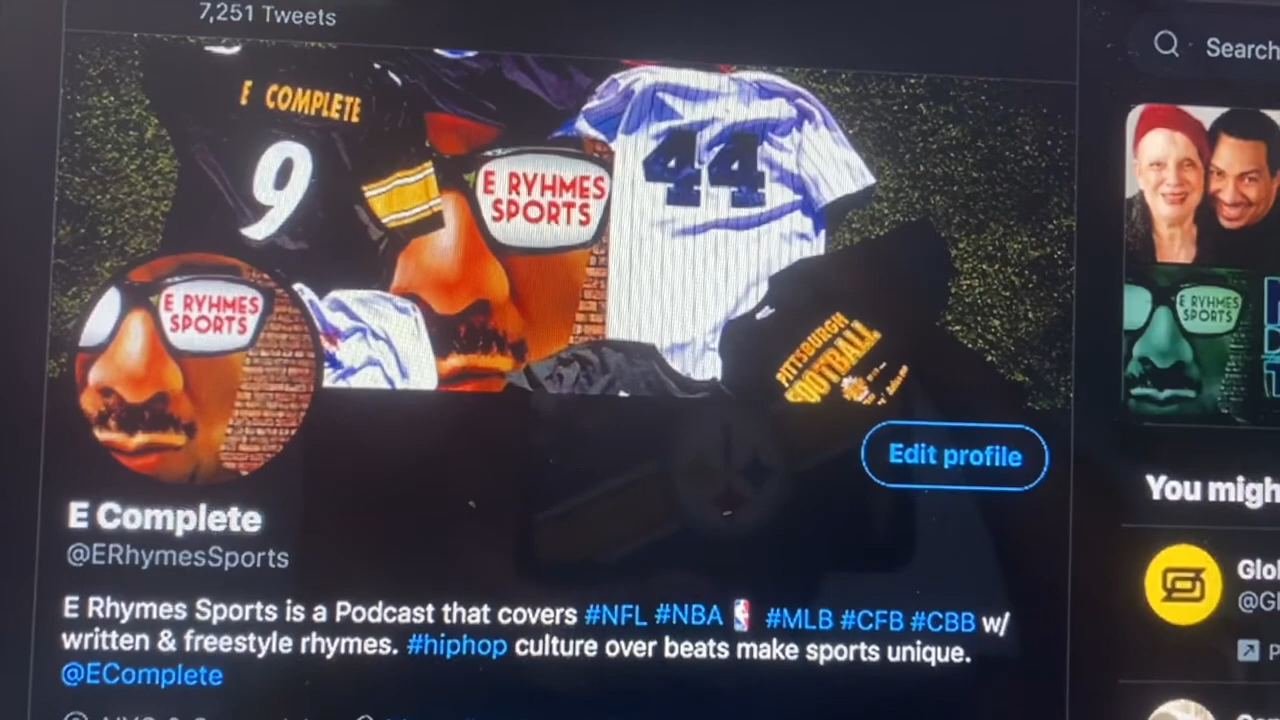 7,251 Tweets
Search
E COMPLETE
9
44
E RYHMES
SPORTS
E RYHMES
SPORTS
E RYHMES
SPORTS
PITTSBURGH
FOOTBALL
Edit profile
E Complete
@ERhymesSports
E Rhymes Sports is a Podcast that covers #NFL #NBA #MLB #CFB #CBB w/
written & freestyle rhymes. #hiphop culture over beats make sports unique.
@EComplete
You migh
Glol
@Gl